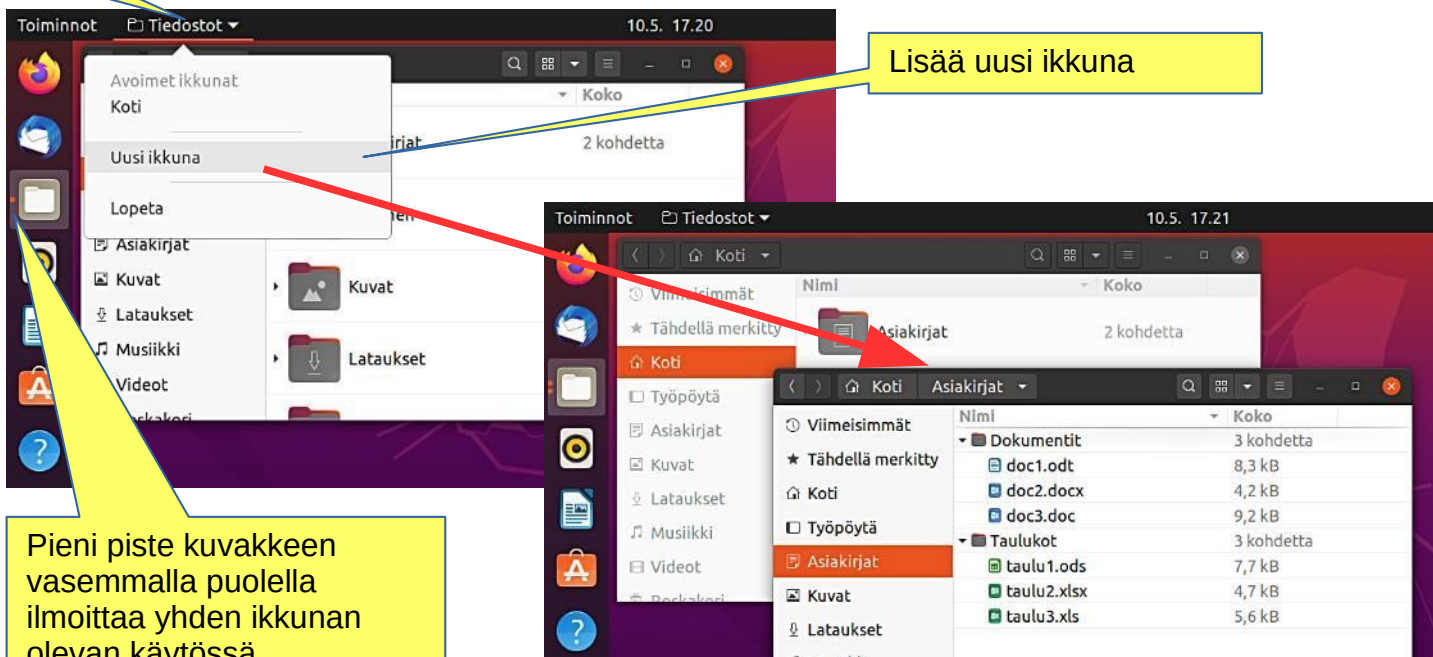 Toiminnot Tiedostot 10.5. 17.20
Lisää uusi ikkuna
Avoimet ikkunat
Koti
Koko
2 kohdetta
Uusi ikkuna
Lopeta
Asiakirjat
Kuvat
Kuvat
Lataukset
Musiikki
Lataukset
Videot
Pieni piste kuvakkeen
vasemmalla puolella
ilmoittaa yhden ikkunan
olevan käytössä
Toiminnot Tiedostot 10.5. 17.21
Koti
Nimi Koko
Viimeisimmät
Tähdellä merkitty
Asiakirjat 2 kohdetta
Koti
Työpöytä
Asiakirjat
Kuvat
Lataukset
Musiikki
Videot
Koti Asiakirjat
Nimi Koko
Viimeisimmät
Tähdellä merkitty
Koti
Työpöytä
Asiakirjat
Kuvat
Lataukset
Dokumentit 3 kohdetta
doc1.odt 8,3 kB
doc2.docx 4,2 kB
doc3.doc 9,2 kB
Taulukot 3 kohdetta
taulu1.ods 7,7 kB
taulu2.xlsx 4,7 kB
taulu3.xls 5,6 kB